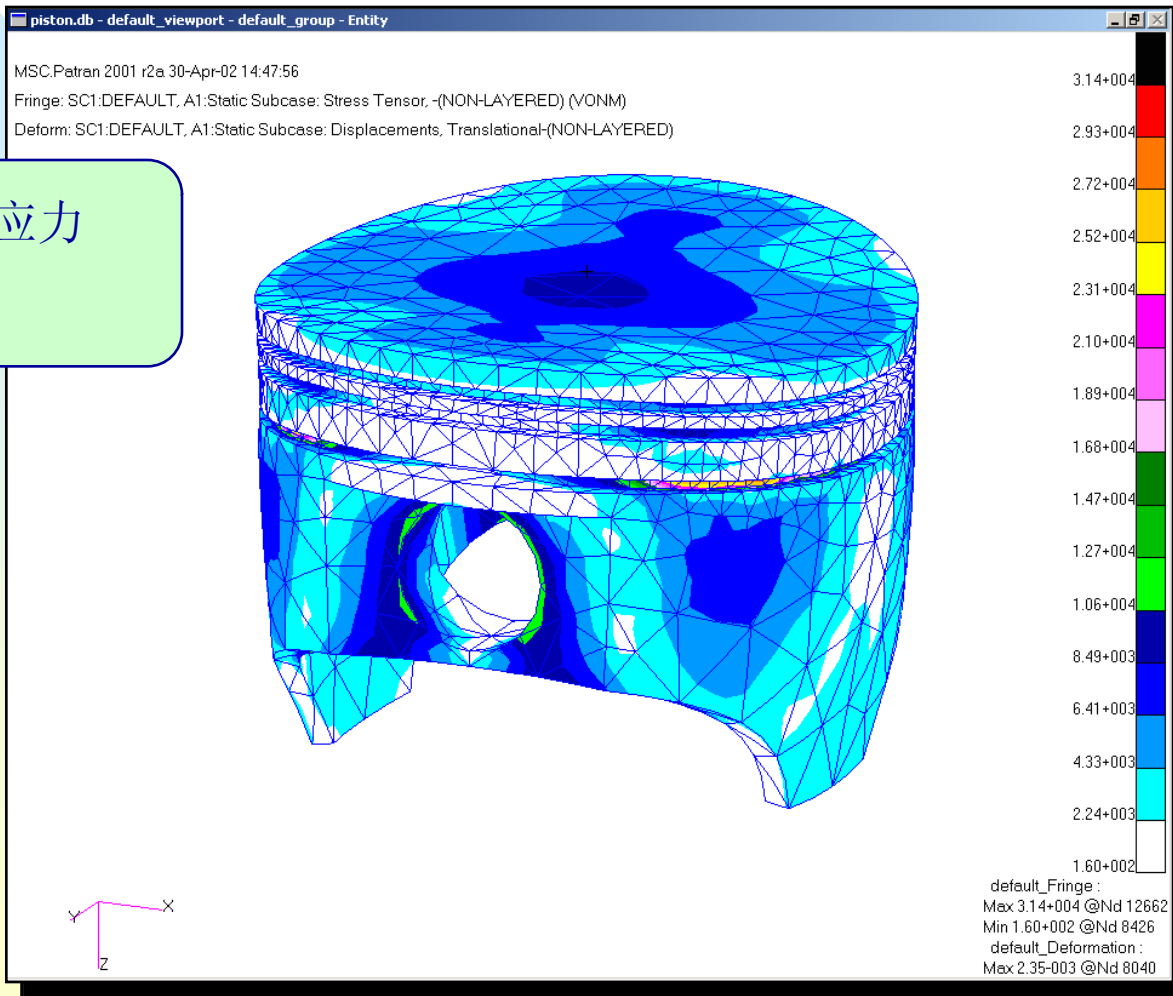 piston.db - default_viewport - default_group - Entity
MSC.Patran 2001 r2a 30-Apr-02 14:47:56
Fringe: SC1:DEFAULT, A1:Static Subcase: Stress Tensor, -(NON-LAYERED) (VONM)
Deform: SC1:DEFAULT, A1:Static Subcase: Displacements, Translational-(NON-LAYERED)
应力
3.14+004
2.93+004
2.72+004
2.52+004
2.31+004
2.10+004
1.89+004
1.68+004
1.47+004
1.27+004
1.06+004
8.49+003
6.41+003
4.33+003
2.24+003
1.60+002
default_Fringe :
Max 3.14+004 @Nd 12662
Min 1.60+002 @Nd 8426
default_Deformation :
Max 2.35-003 @Nd 8040
Y
X
Z